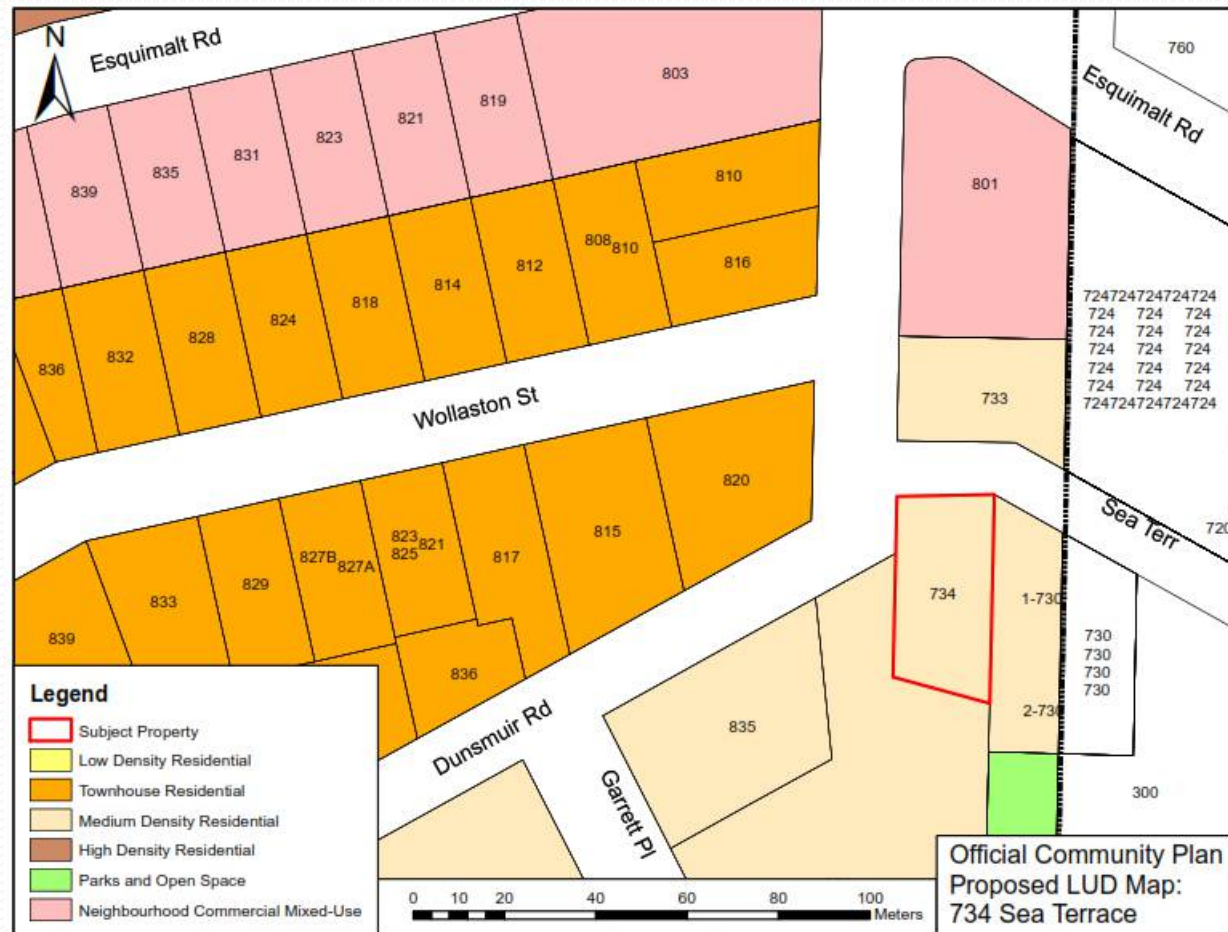 N
Esquimalt Rd
760
803
819
821
823
831
835
839
Esquimalt Rd
801
810
808
810
816
812
814
818
824
828
832
836
724724724724724
724 724 724
724 724 724
724 724 724
724 724 724
724 724 724
724724724724724
733
Wollaston St
820
815
817
823
825
821
827B
827A
829
833
839
836
Sea Terr
720
734
1-730
730
730
730
730
2-730
835
Dunsmuir Rd
Garrett Pl
300
Legend
Subject Property
Low Density Residential
Townhouse Residential
Medium Density Residential
High Density Residential
Parks and Open Space
Neighbourhood Commercial Mixed-Use
0 10 20 40 60 80 100
Meters
Official Community Plan
Proposed LUD Map:
734 Sea Terrace